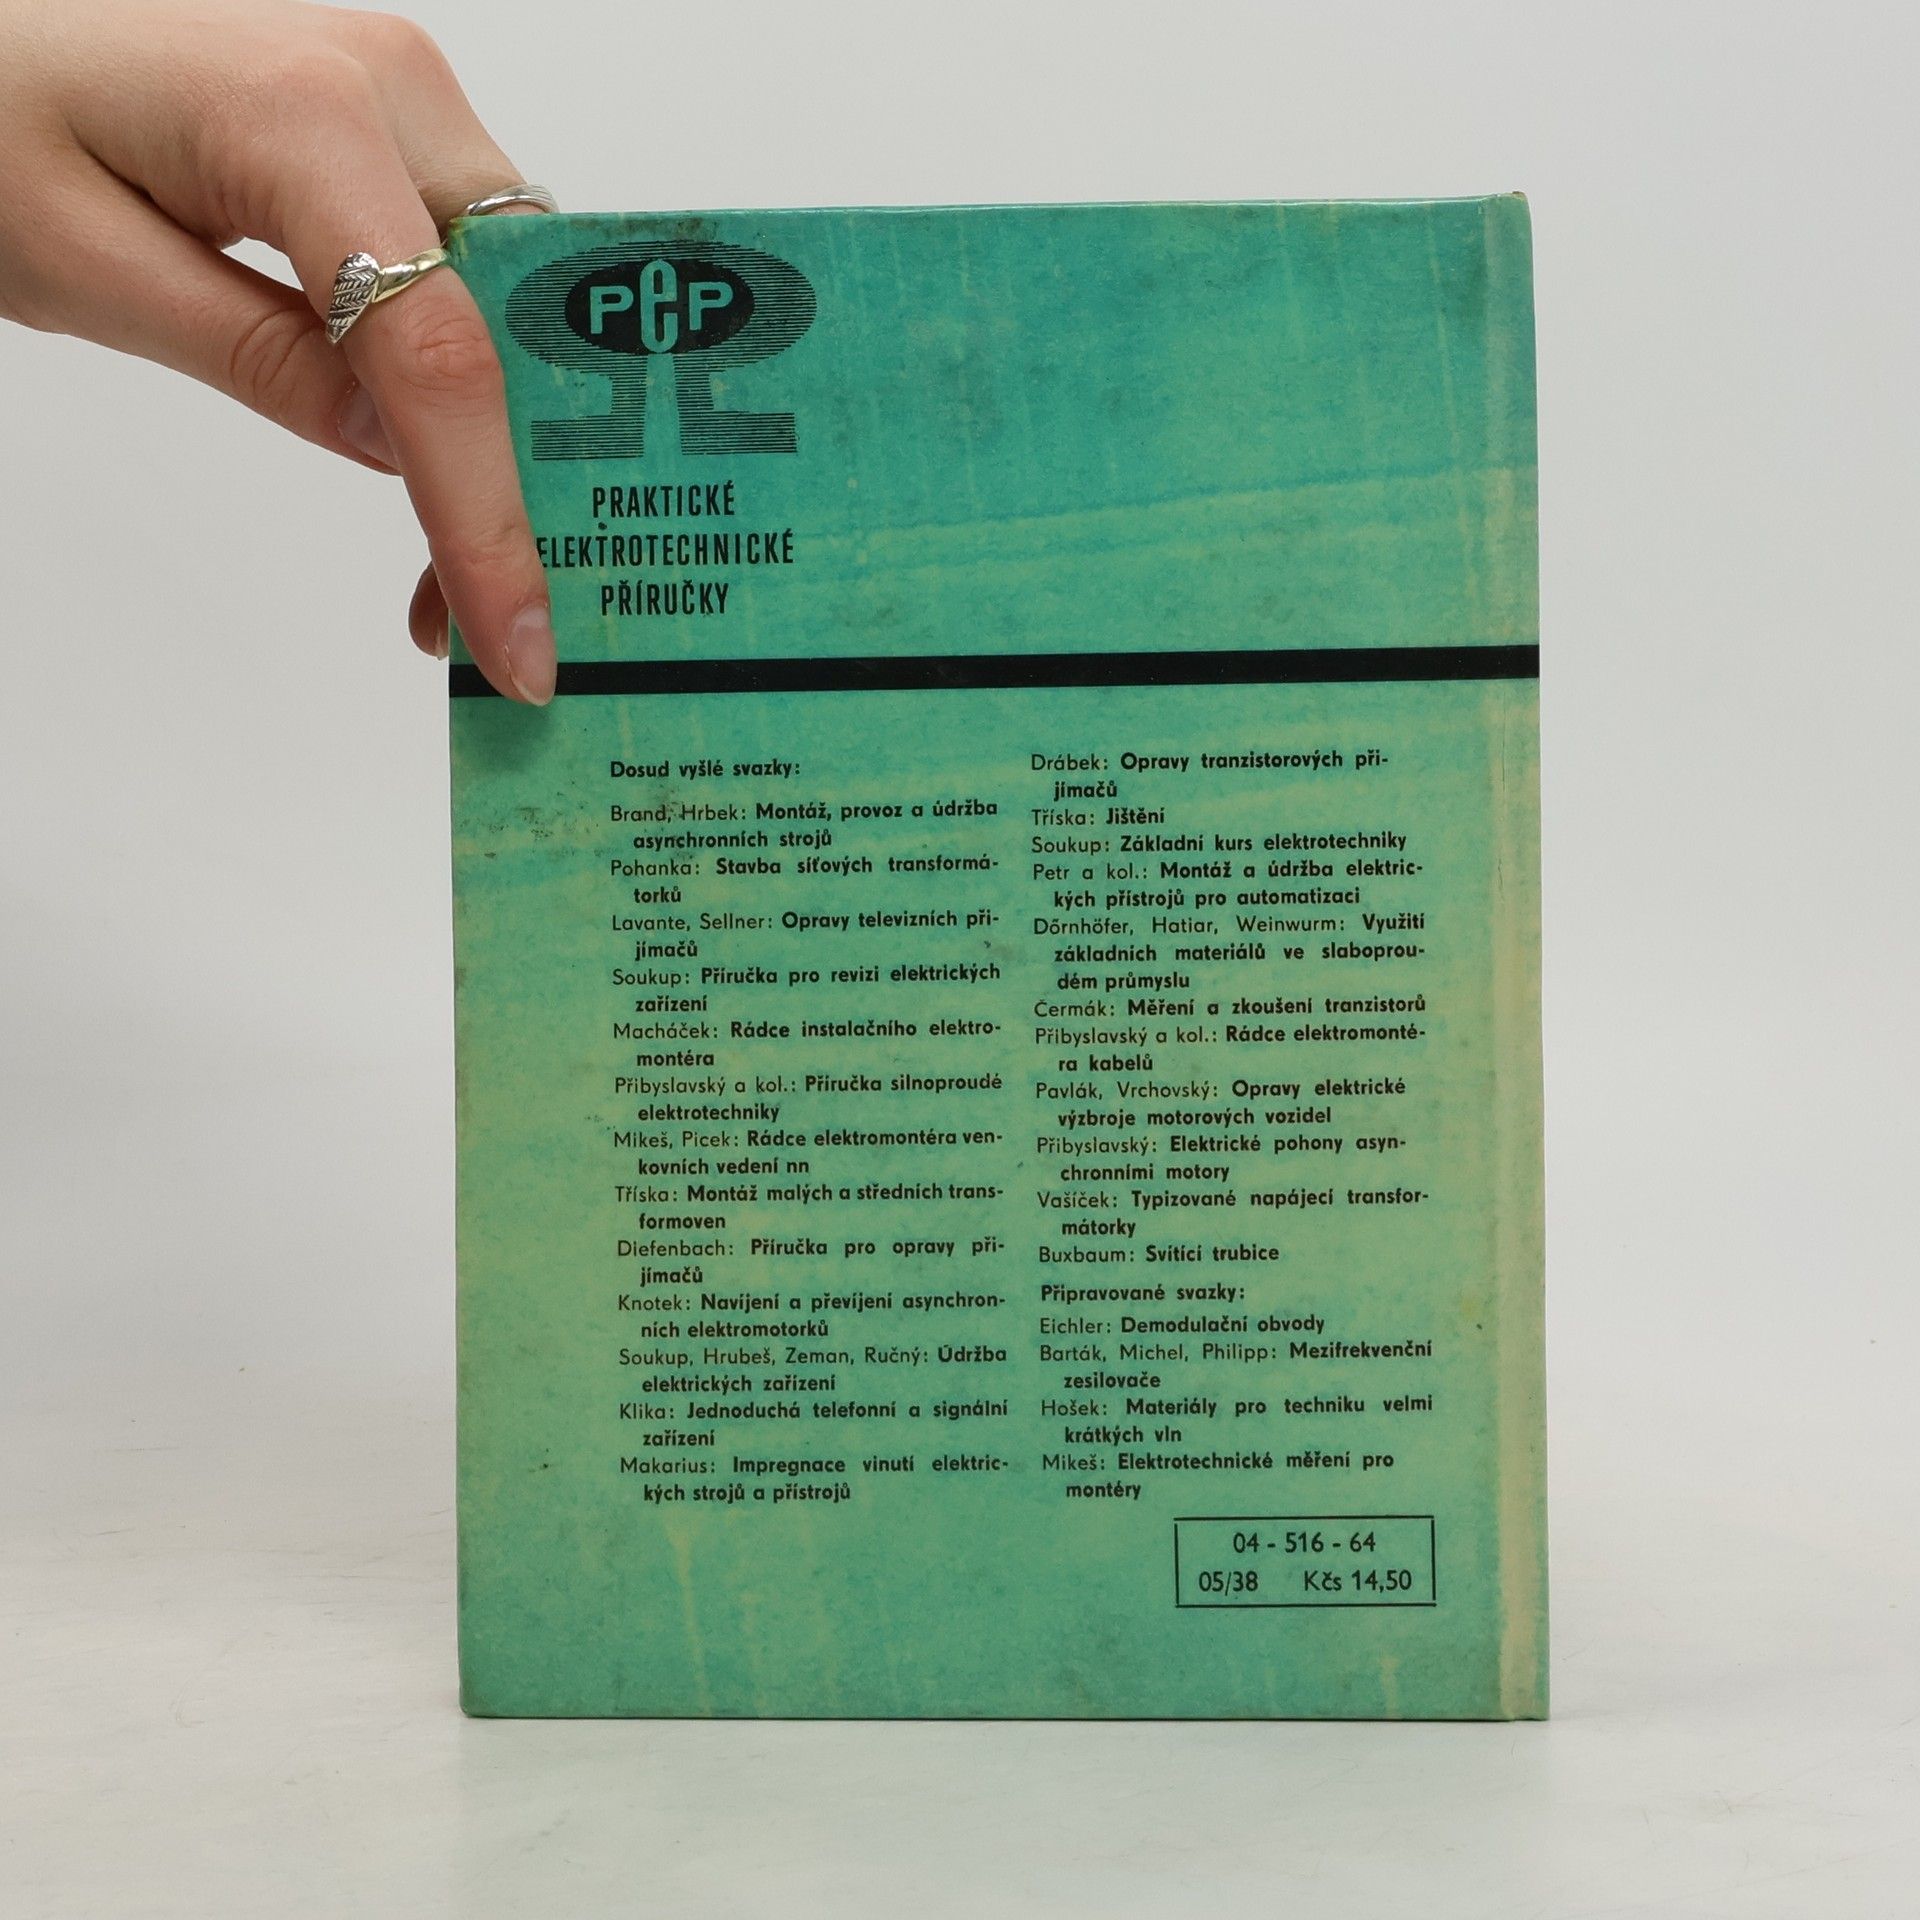 PeP
PRAKTICKÉ
ELEKTROTECHNICKÉ
PŘÍRUČKY
Dosud vyšlé svazky:
Brand, Hrbek: Montáž, provoz a údržba
asynchronních strojů
Pohanka: Stavba síťových transformá-
torků
Lavante, Sellner: Opravy televizních při-
jímačů
Soukup: Příručka pro revizi elektrických
zařízení
Macháček: Rádce instalačního elektro-
montéra
Přibyslavský a kol.: Příručka silnoproudé
elektrotechniky
Mikeš, Picek: Rádce elektromontéra ven-
kovních vedení nn
Tříska: Montáž malých a středních trans-
formoven
Diefenbach: Příručka pro opravy při-
jímačů
Knotek: Navíjení a převíjení asynchron-
ních elektromotorků
Soukup, Hrubeš, Zeman, Ručný: Údržba
elektrických zařízení
Klika: Jednoduchá telefonní a signální
zařízení
Makarius: Impregnace vinutí elektric-
kých strojů a přístrojů
Drábek: Opravy tranzistorových při-
jímačů
Tříska: Jištění
Soukup: Základní kurs elektrotechniky
Petr a kol.: Montáž a údržba elektric-
kých přístrojů pro automatizaci
Dőrnhöfer, Hatiar, Weinwurm: Využití
základních materiálů ve slaboprou-
dém průmyslu
Čermák: Měření a zkoušení tranzistorů
Přibyslavský a kol.: Rádce elektromonté-
ra kabelů
Pavlák, Vrchovský: Opravy elektrické
výzbroje motorových vozidel
Přibyslavský: Elektrické pohony asyn-
chronními motory
Vašíček: Typizované napájecí transfor-
mátorky
Buxbaum: Svítící trubice
Připravované svazky:
Eichler: Demodulační obvody
Barták, Michel, Philipp: Mezifrekvenční
zesilovače
Hošek: Materiály pro techniku velmi
krátkých vln
Mikeš: Elektrotechnické měření pro
montéry
04 - 516 - 64
05/38 Kčs 14,50